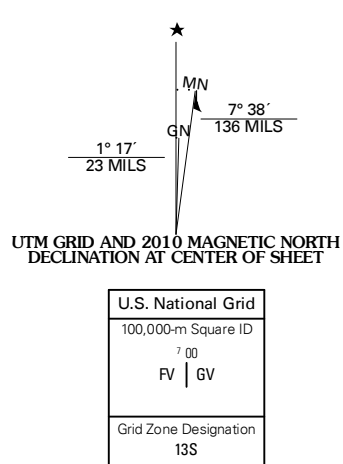 ★
MN
7° 38´
136 MILS
GN
1° 17´
23 MILS
UTM GRID AND 2010 MAGNETIC NORTH
DECLINATION AT CENTER OF SHEET
U.S. National Grid
100,000-m Square ID
7 00
FV | GV
Grid Zone Designation
13S